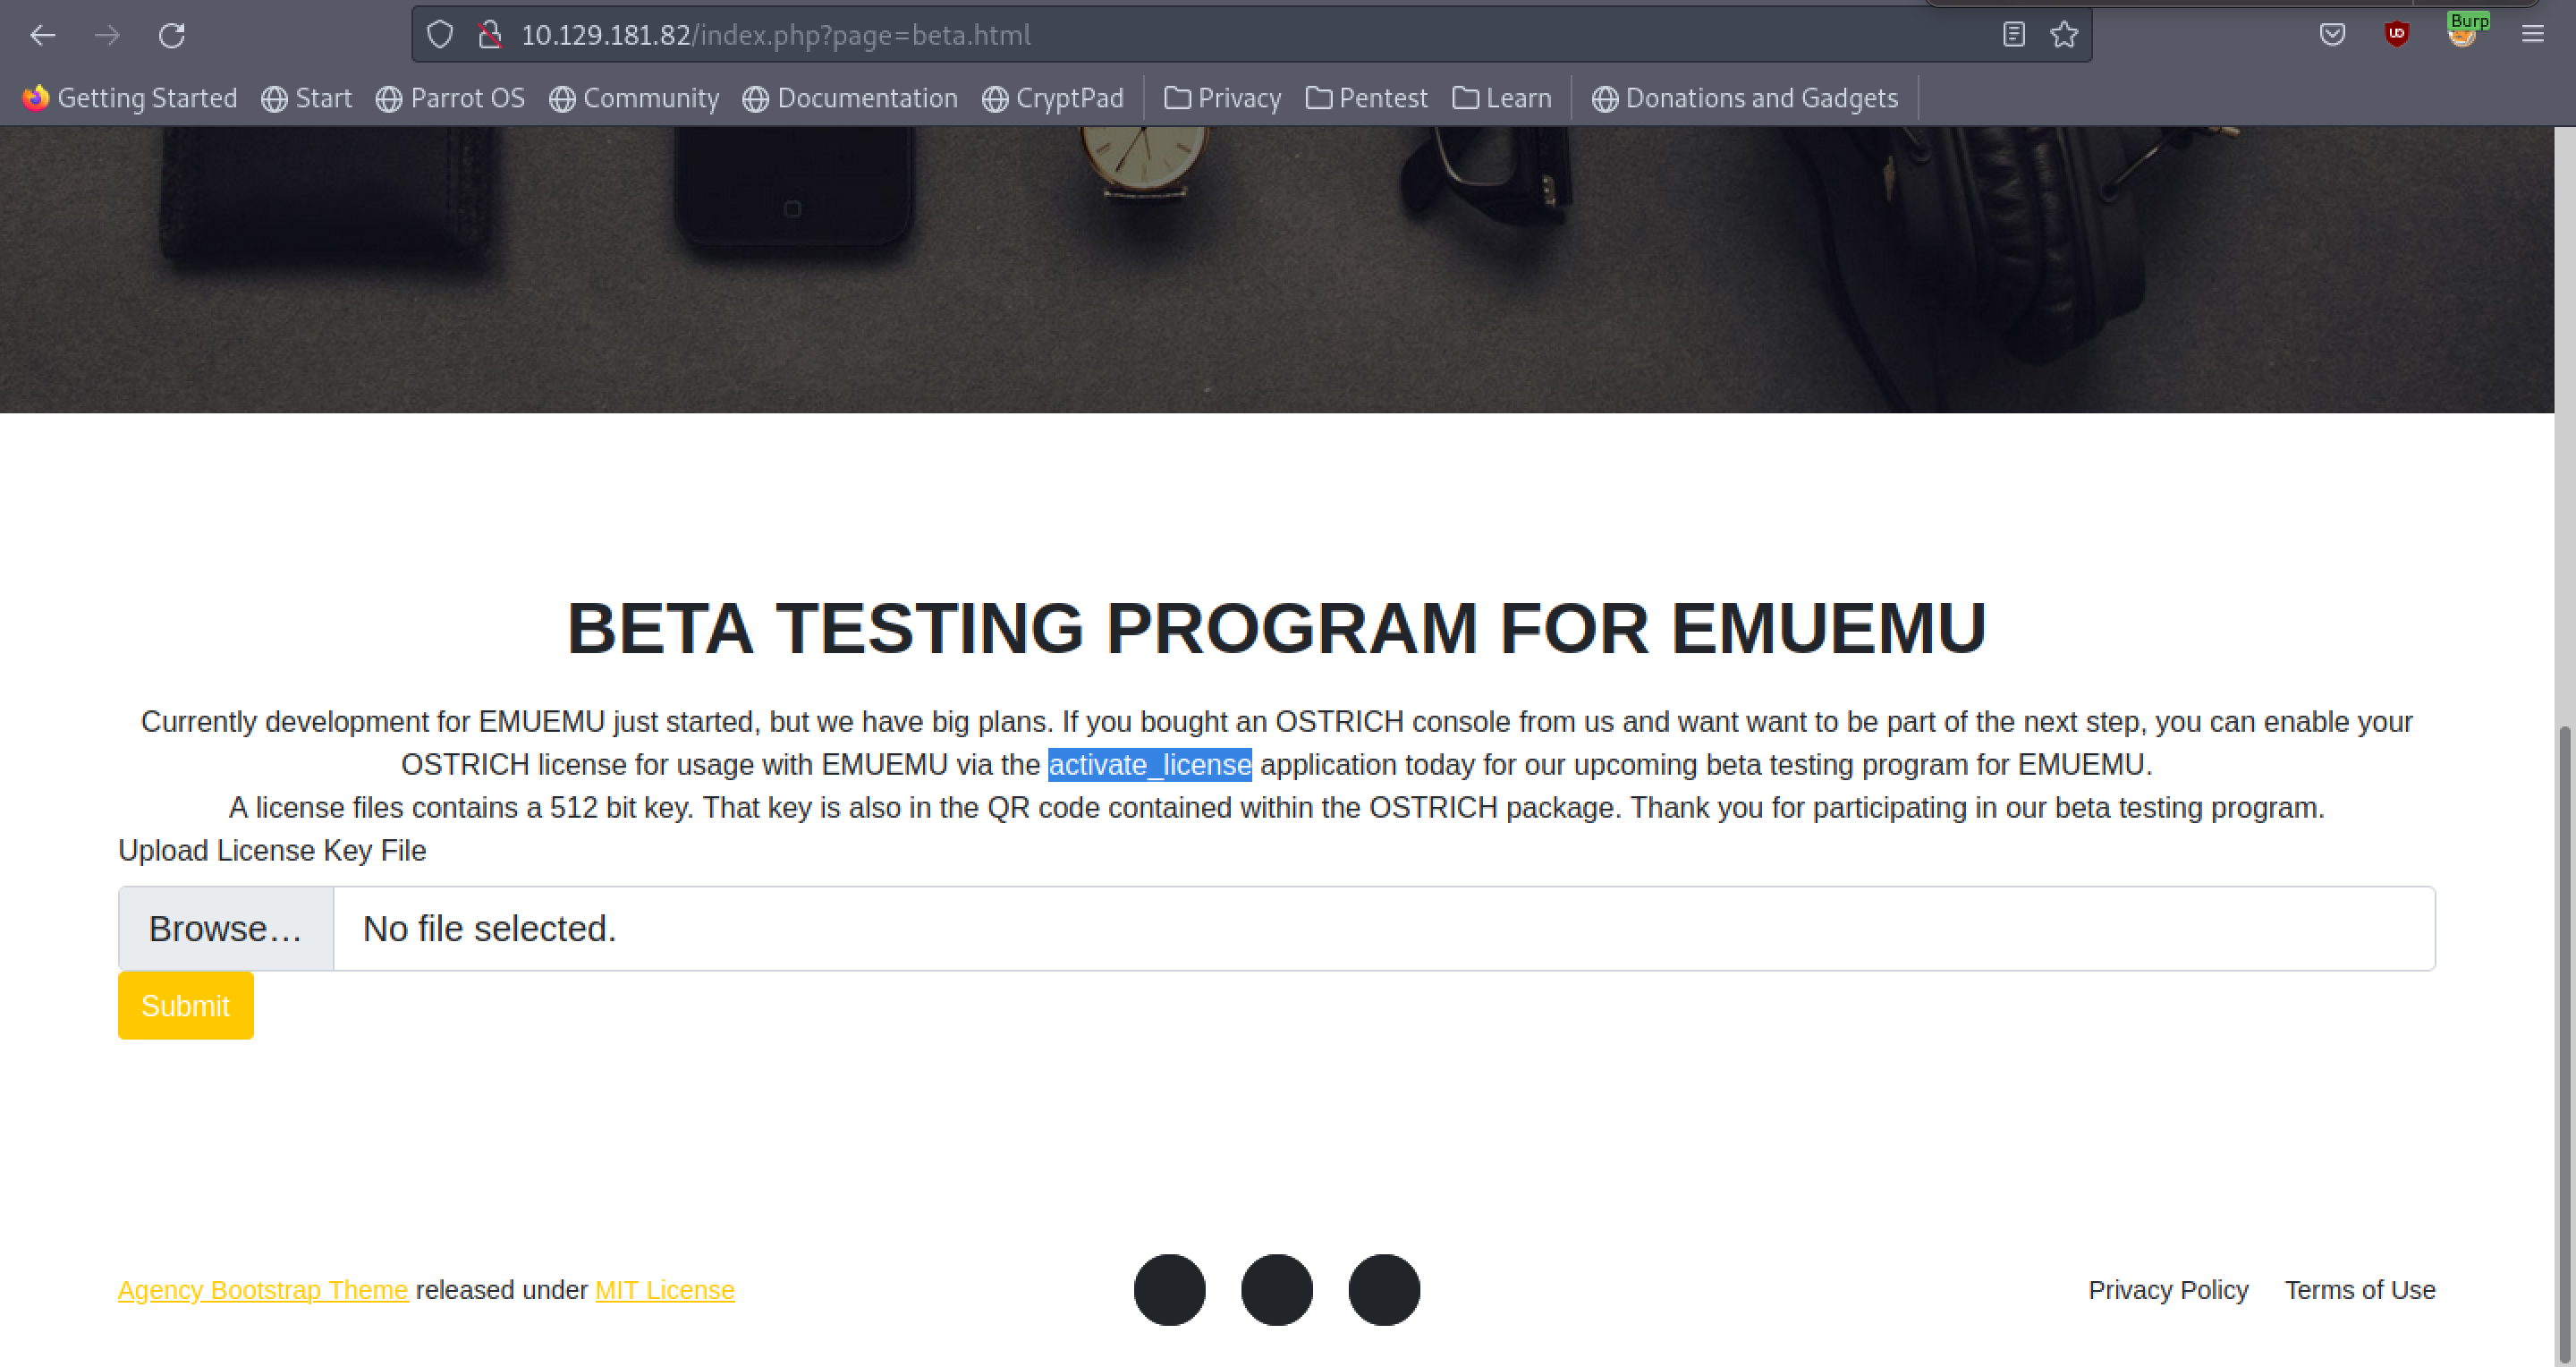 Burp
10.129.181.82/index.php?page=beta.html
Getting Started Start Parrot OS Community Documentation CryptPad Privacy Pentest Learn Donations and Gadgets
BETA TESTING PROGRAM FOR EMUEMU
Currently development for EMUEMU just started, but we have big plans. If you bought an OSTRICH console from us and want want to be part of the next step, you can enable your
OSTRICH license for usage with EMUEMU via the activate_license application today for our upcoming beta testing program for EMUEMU.
A license files contains a 512 bit key. That key is also in the QR code contained within the OSTRICH package. Thank you for participating in our beta testing program.
Upload License Key File
Browse… No file selected.
Submit
Agency Bootstrap Theme released under MIT License Privacy Policy Terms of Use